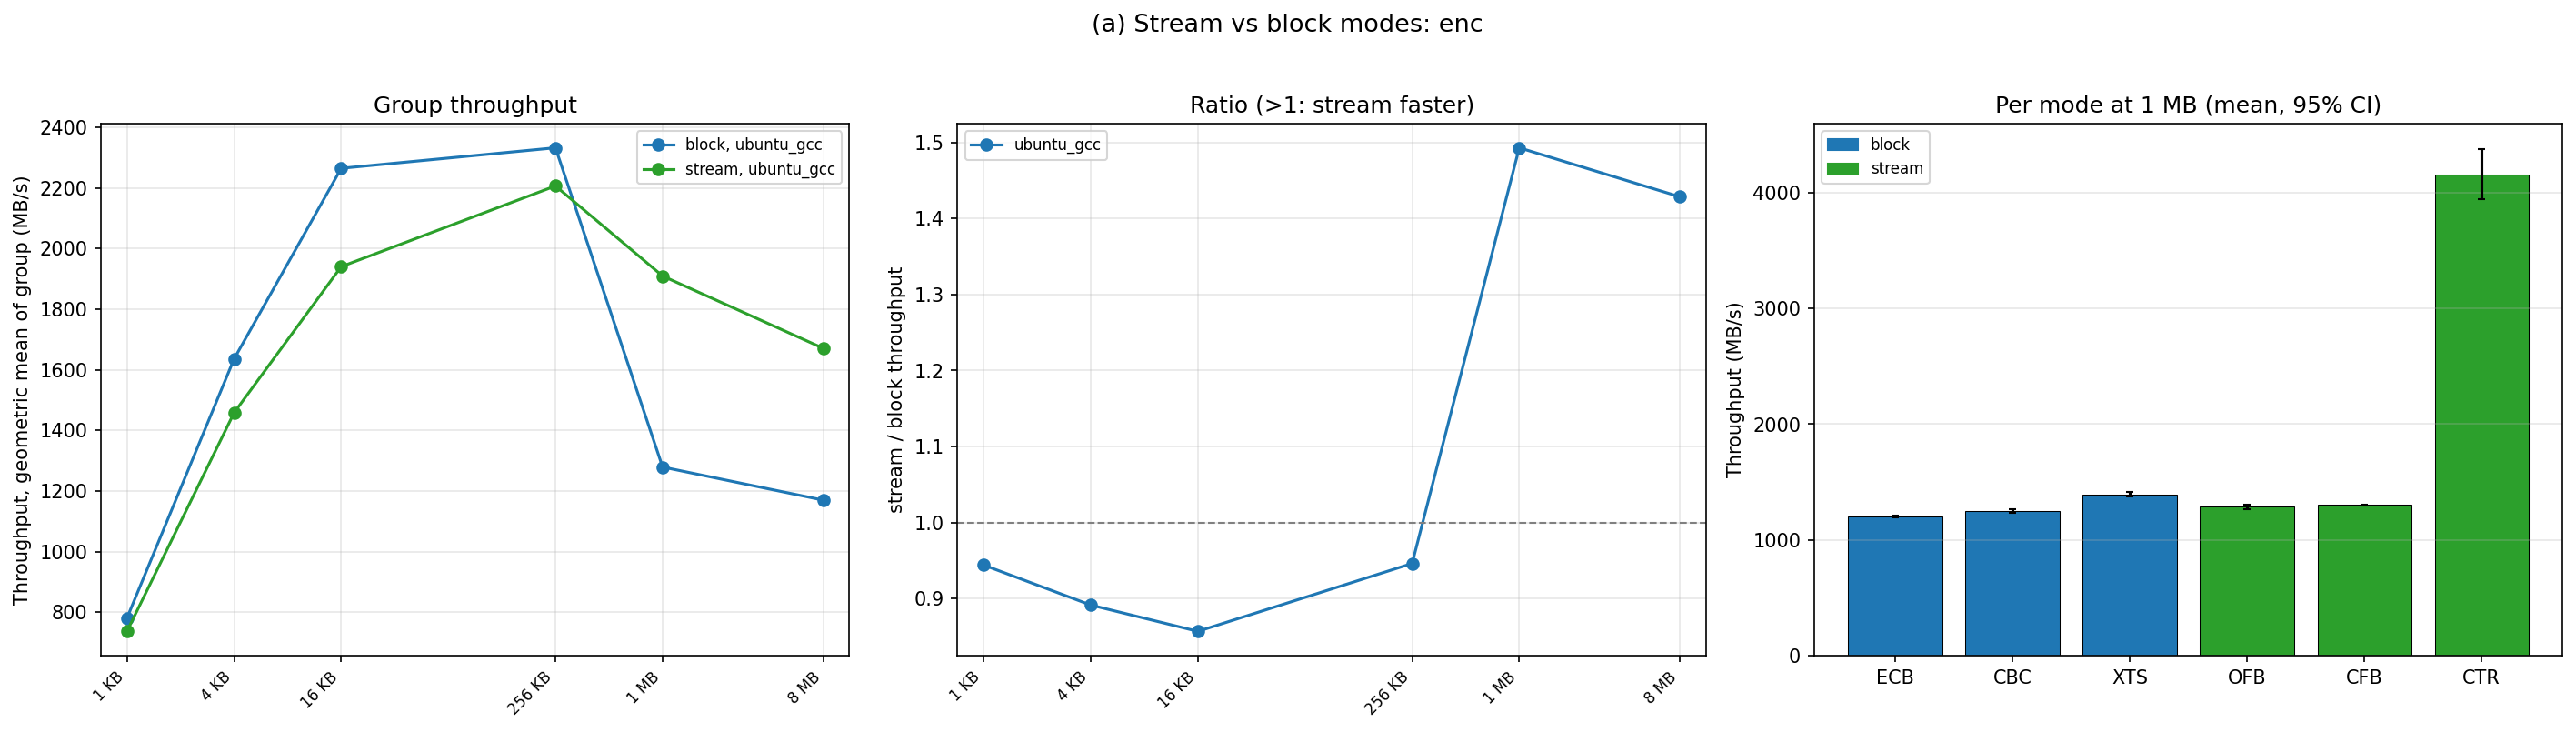 (a) Stream vs block modes: enc
Group throughput
Throughput, geometric mean of group (MB/s)
2400
2200
2000
1800
1600
1400
1200
1000
800
block, ubuntu_gcc
stream, ubuntu_gcc
1 KB
4 KB
16 KB
256 KB
1 MB
8 MB
Ratio (>1: stream faster)
stream / block throughput
1.5
1.4
1.3
1.2
1.1
1.0
0.9
ubuntu_gcc
1 KB
4 KB
16 KB
256 KB
1 MB
8 MB
Per mode at 1 MB (mean, 95% CI)
Throughput (MB/s)
4000
3000
2000
1000
0
block
stream
ECB
CBC
XTS
OFB
CFB
CTR